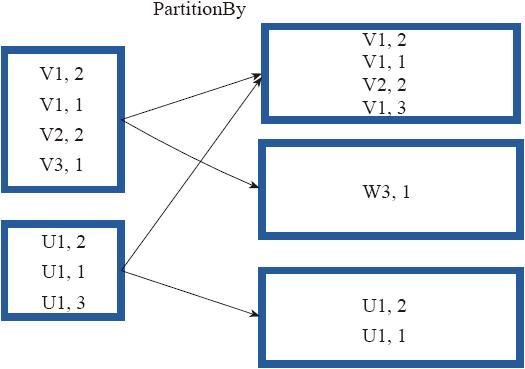 PartitionBy
V1, 2
V1, 1
V2, 2
V3, 1
U1, 2
U1, 1
U1, 3
V1, 2
V1, 1
V2, 2
V1, 3
W3, 1
U1, 2
U1, 1